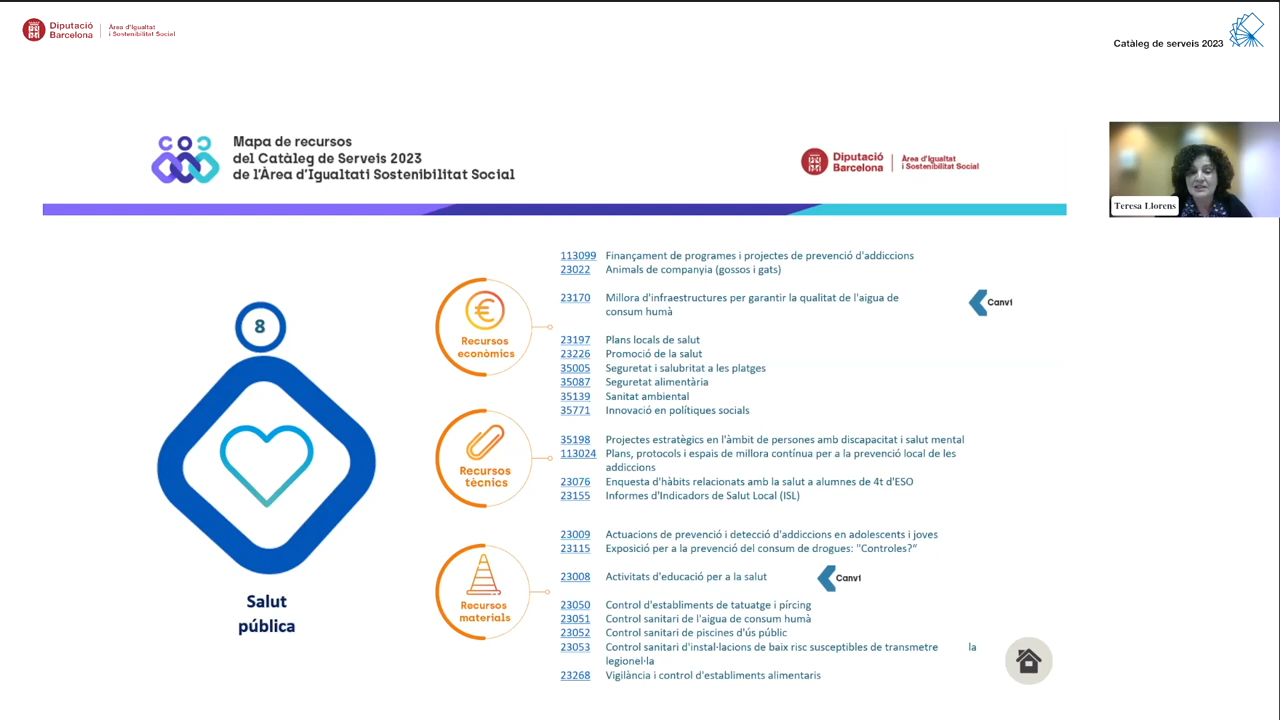 Diputació
Barcelona
Àrea d'Igualtat
i Sostenibilitat Social
Catàleg de serveis 2023
Mapa de recursos
del Catàleg de Serveis 2023
de l'Àrea d'Igualtati Sostenibilitat Social
Diputació
Barcelona
Àrea d'Igualtat
i Sostenibilitat Social
Teresa Llorens
8
Salut
pública
Recursos
econòmics
113099 Finançament de programes i projectes de prevenció d'addiccions
23022 Animals de companyia (gossos i gats)
23170 Millora d'infraestructures per garantir la qualitat de l'aigua de
consum humà
Canvi
23197 Plans locals de salut
23226 Promoció de la salut
35005 Seguretat i salubritat a les platges
35087 Seguretat alimentària
35139 Sanitat ambiental
35771 Innovació en polítiques socials
Recursos
tècnics
35198 Projectes estratègics en l'àmbit de persones amb discapacitat i salut mental
113024 Plans, protocols i espais de millora contínua per a la prevenció local de les
addiccions
23076 Enquesta d'hàbits relacionats amb la salut a alumnes de 4t d'ESO
23155 Informes d'Indicadors de Salut Local (ISL)
Recursos
materials
23009 Actuacions de prevenció i detecció d'addiccions en adolescents i joves
23115 Exposició per a la prevenció del consum de drogues: "Controles?"
23008 Activitats d'educació per a la salut
Canvi
23050 Control d'establiments de tatuatge i pírcing
23051 Control sanitari de l'aigua de consum humà
23052 Control sanitari de piscines d'ús públic
23053 Control sanitari d'instal·lacions de baix risc susceptibles de transmetre la
legionel·la
23268 Vigilància i control d'establiments alimentaris